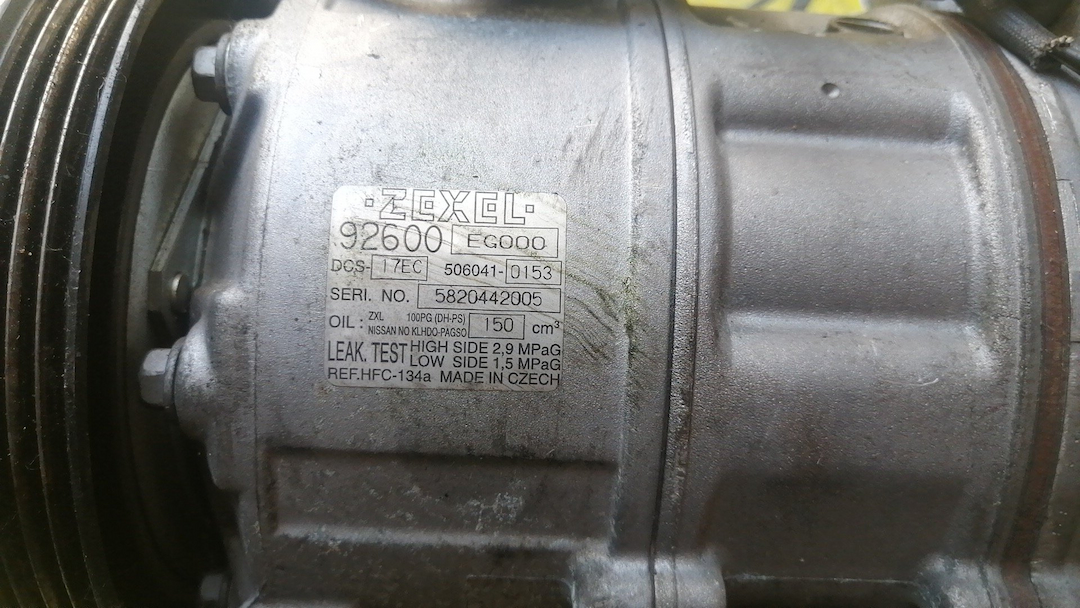 ·ZEXEL·
92600 EG000
DCS-17EC 506041-0153
SERI. NO. 5820442005
OIL: ZXL 100PG (DH-PS) NISSAN NO KLHDO-PAGSO 150 cm³
LEAK. TEST HIGH SIDE 2,9 MPaG
LOW SIDE 1,5 MPaG
REF.HFC-134a MADE IN CZECH